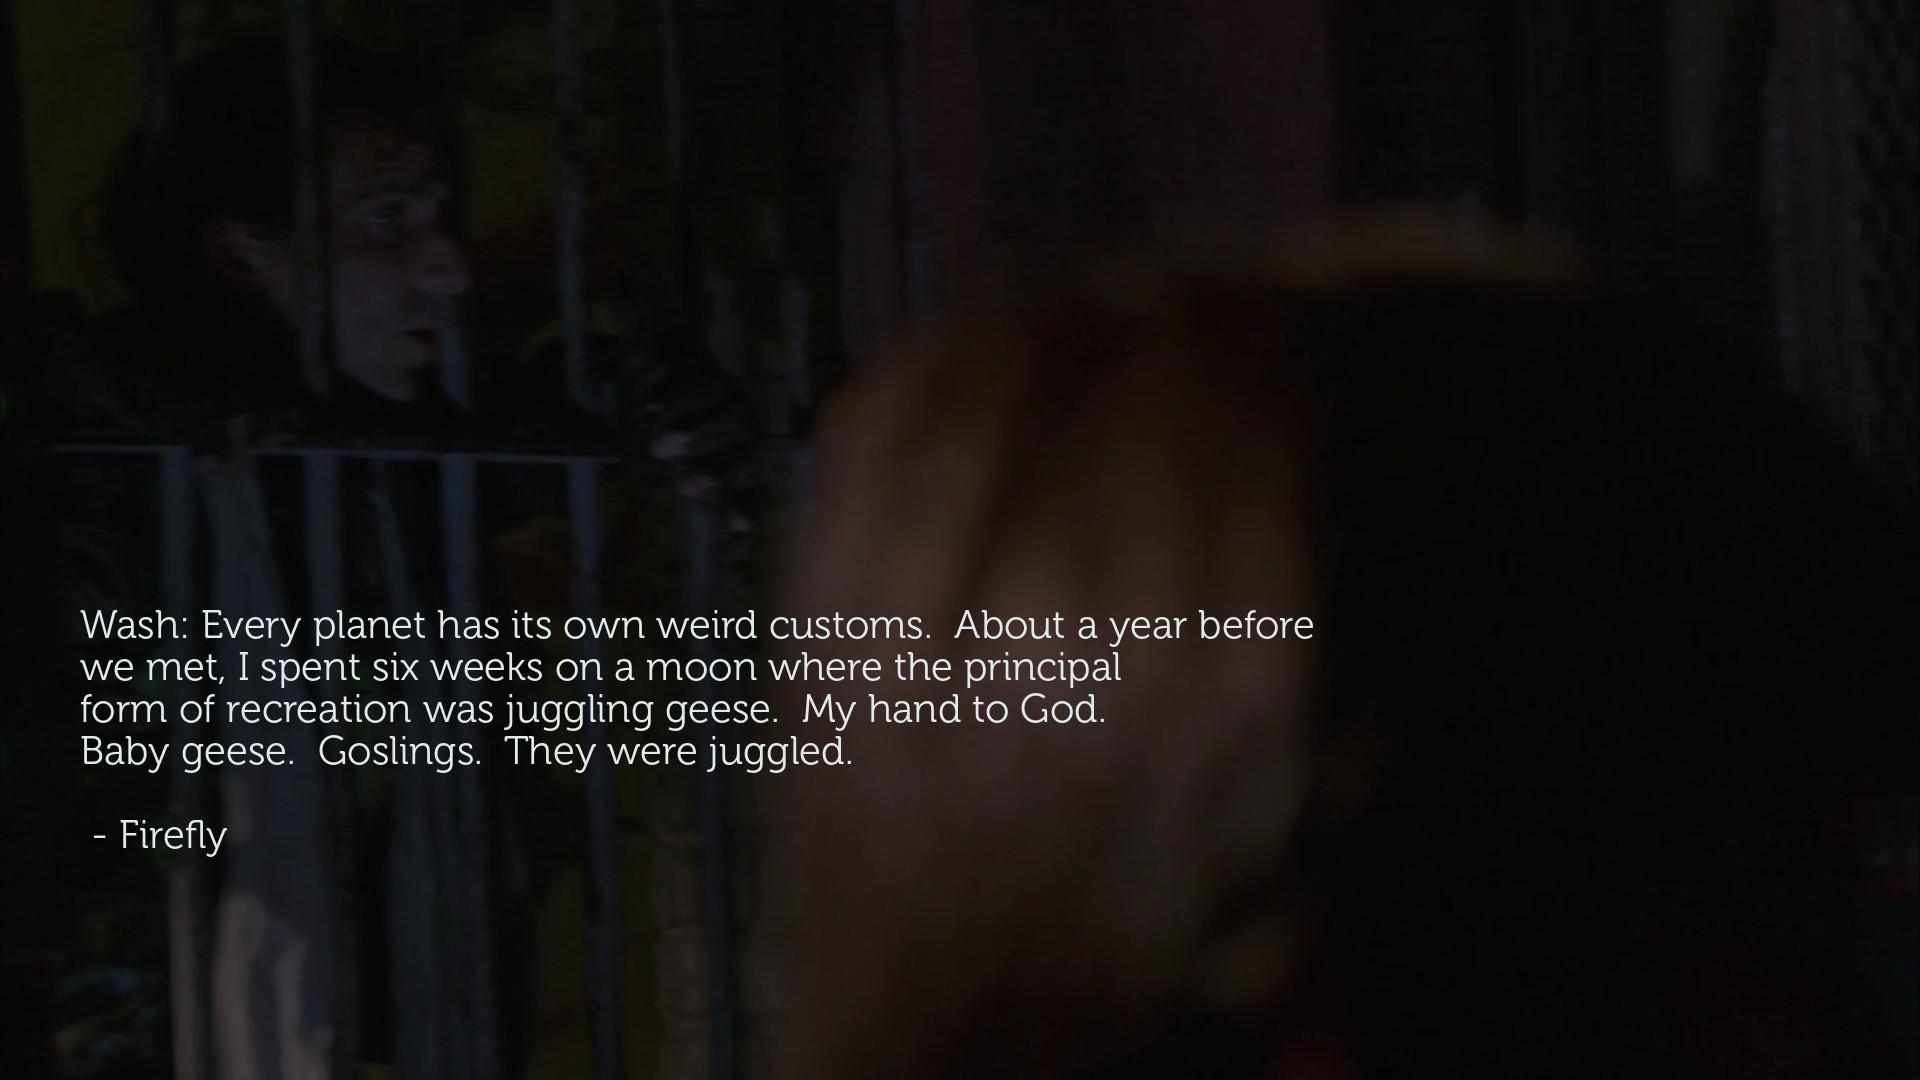 Wash: Every planet has its own weird customs.  About a year before
we met, I spent six weeks on a moon where the principal
form of recreation was juggling geese.  My hand to God.
Baby geese.  Goslings.  They were juggled.
- Firefly